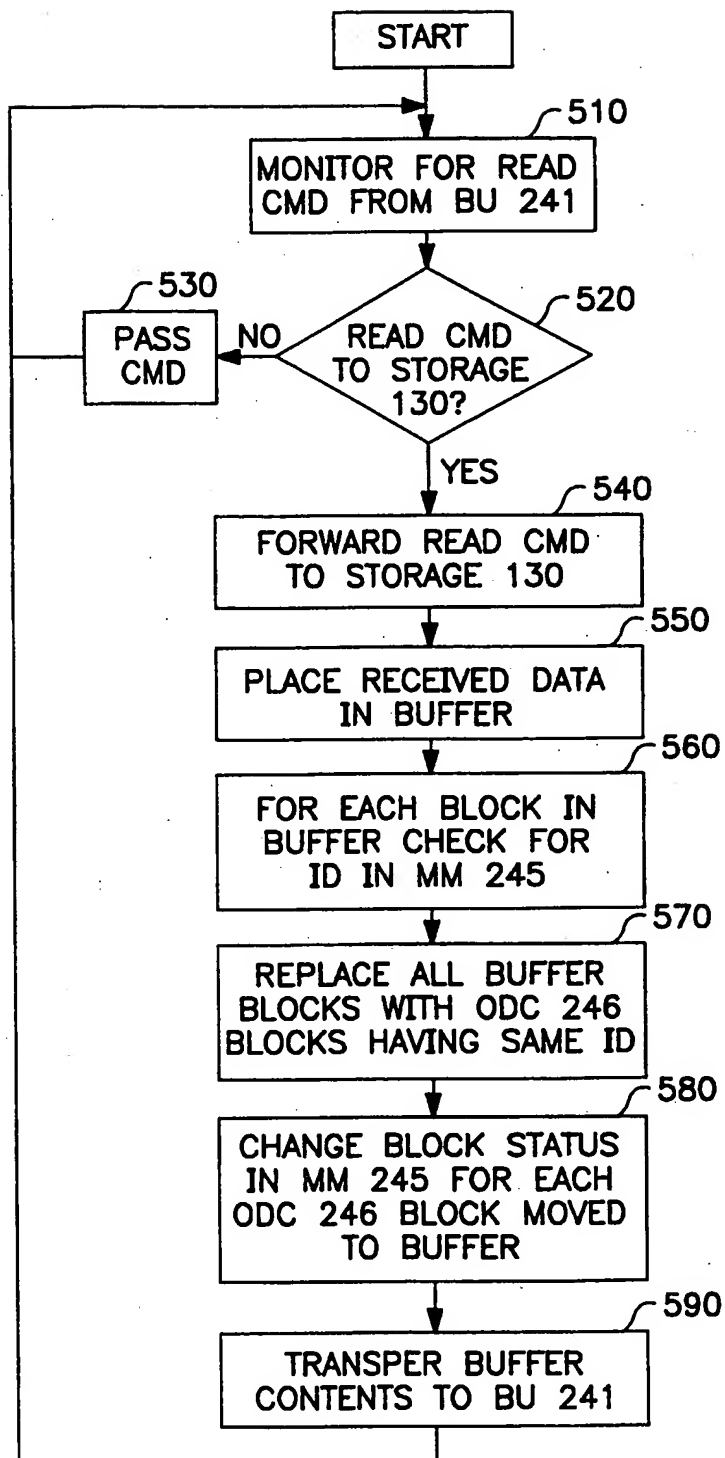 START
510
MONITOR FOR READ
CMD FROM BU 241
530
520
PASS
CMD
NO
READ CMD
TO STORAGE
130?
YES
540
FORWARD READ CMD
TO STORAGE 130
550
PLACE RECEIVED DATA
IN BUFFER
560
FOR EACH BLOCK IN
BUFFER CHECK FOR
ID IN MM 245
570
REPLACE ALL BUFFER
BLOCKS WITH ODC 246
BLOCKS HAVING SAME ID
580
CHANGE BLOCK STATUS
IN MM 245 FOR EACH
ODC 246 BLOCK MOVED
TO BUFFER
590
TRANSPER BUFFER
CONTENTS TO BU 241